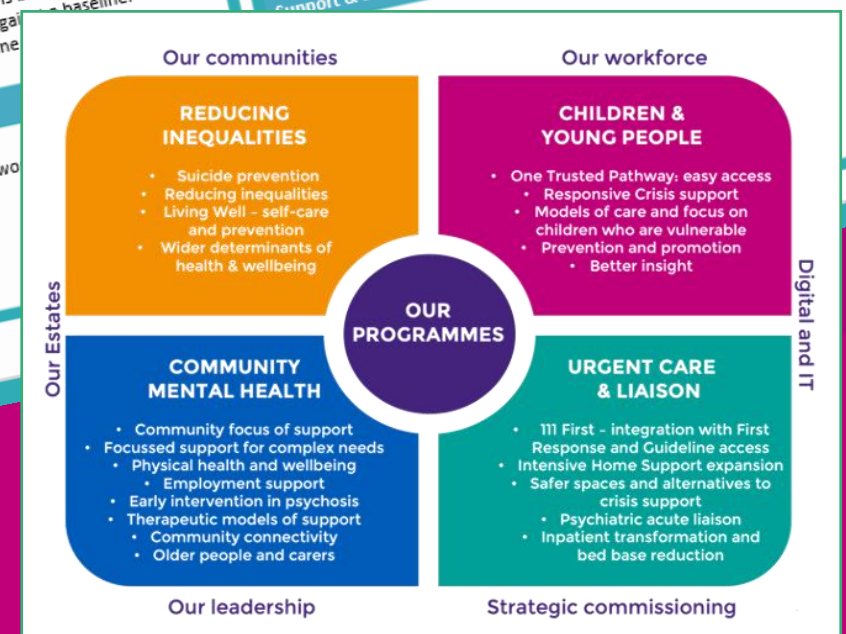 baseline.
Support &
Our communities
Our workforce
REDUCING
INEQUALITIES
• Suicide prevention
• Reducing inequalities
• Living Well – self-care
and prevention
• Wider determinants of
health & wellbeing
CHILDREN &
YOUNG PEOPLE
• One Trusted Pathway: easy access
• Responsive Crisis support
• Models of care and focus on
children who are vulnerable
• Prevention and promotion
• Better insight
Our Estates
OUR
PROGRAMMES
Digital and IT
COMMUNITY
MENTAL HEALTH
• Community focus of support
• Focussed support for complex needs
• Physical health and wellbeing
• Employment support
• Early intervention in psychosis
• Therapeutic models of support
• Community connectivity
• Older people and carers
URGENT CARE
& LIAISON
• 111 First – integration with First
Response and Guideline access
• Intensive Home Support expansion
• Safer spaces and alternatives to
crisis support
• Psychiatric acute liaison
• Inpatient transformation and
bed base reduction
Our leadership
Strategic commissioning